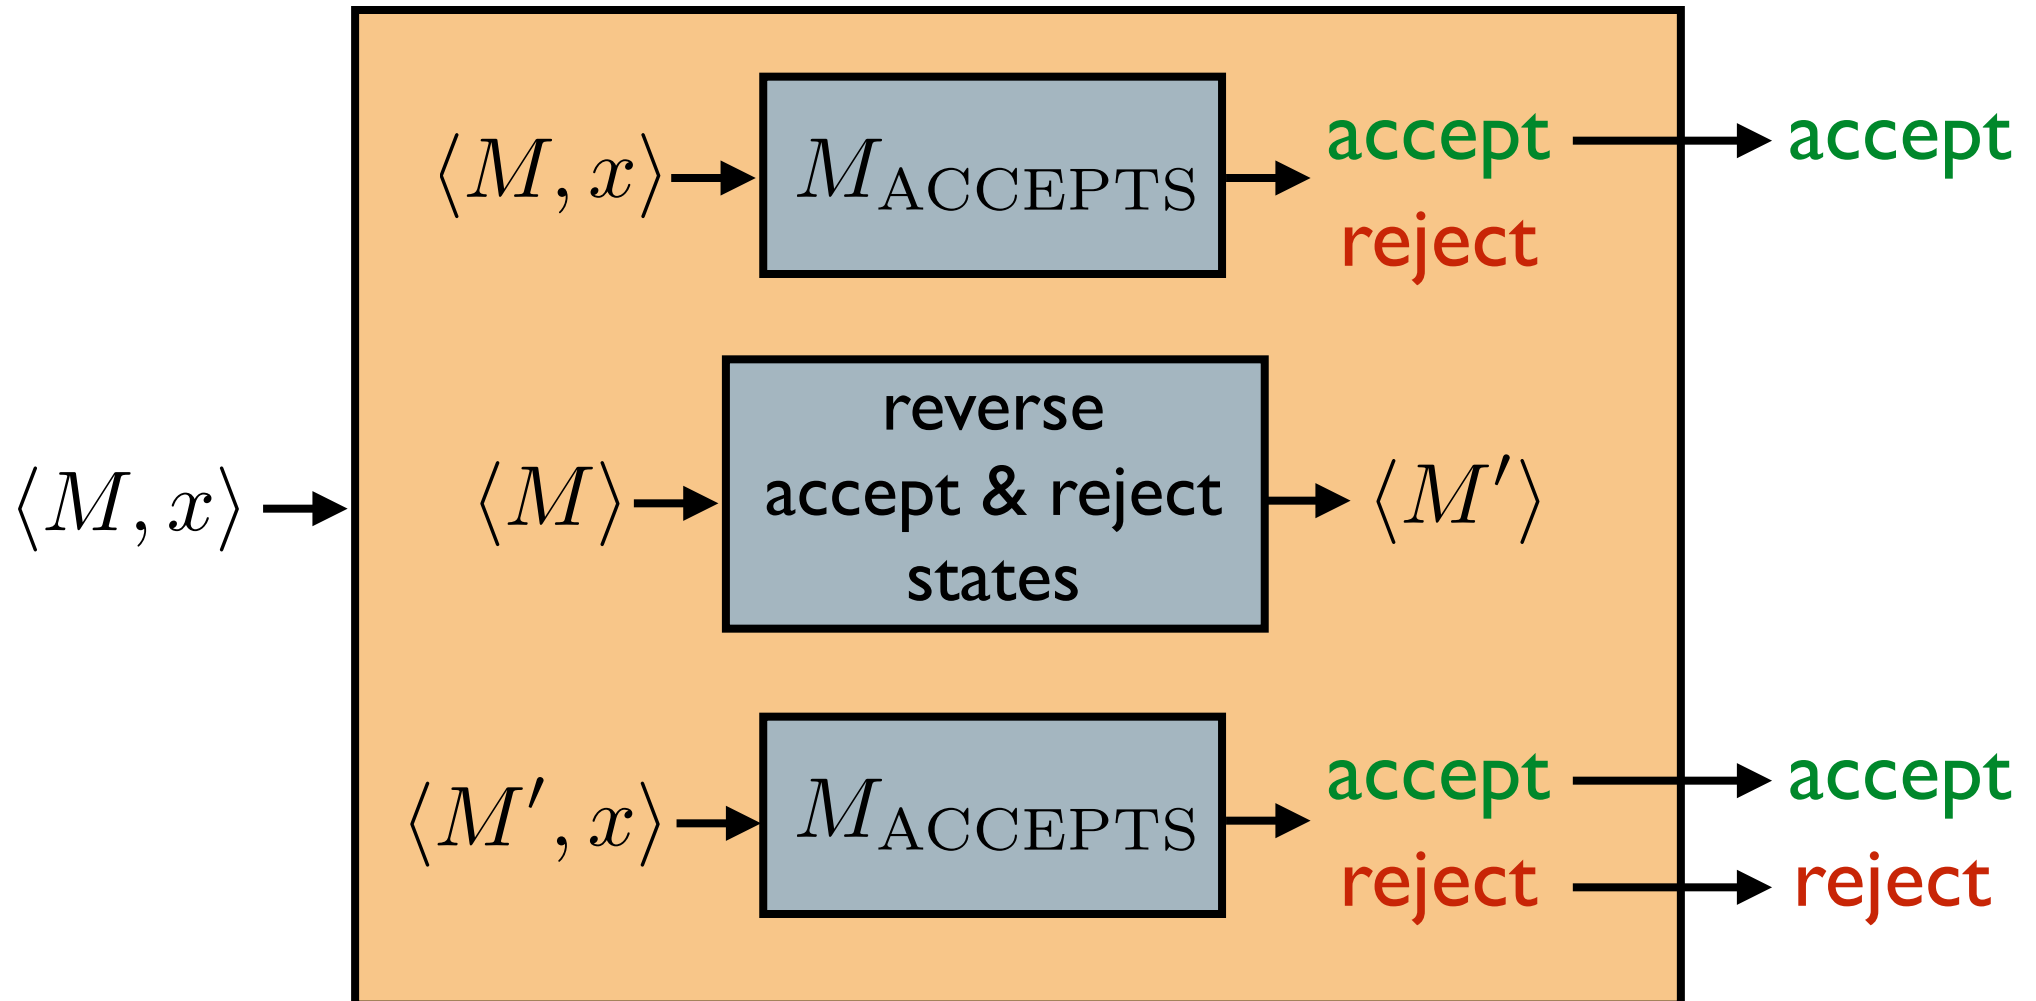 ⟨M, x⟩ M_ACCEPTS accept accept
reject
reverse
⟨M, x⟩ ⟨M⟩ accept & reject ⟨M′⟩
states
⟨M′, x⟩ M_ACCEPTS accept accept
reject reject